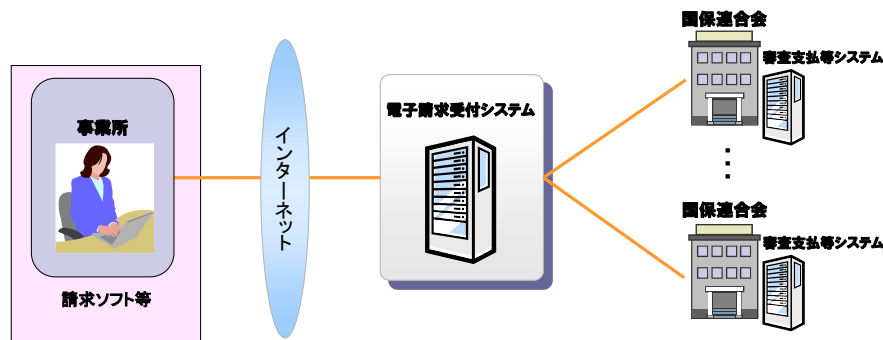 事業所
請求ソフト等
インターネット
電子請求受付システム
国保連合会
審査支払等システム
国保連合会
審査支払等システム